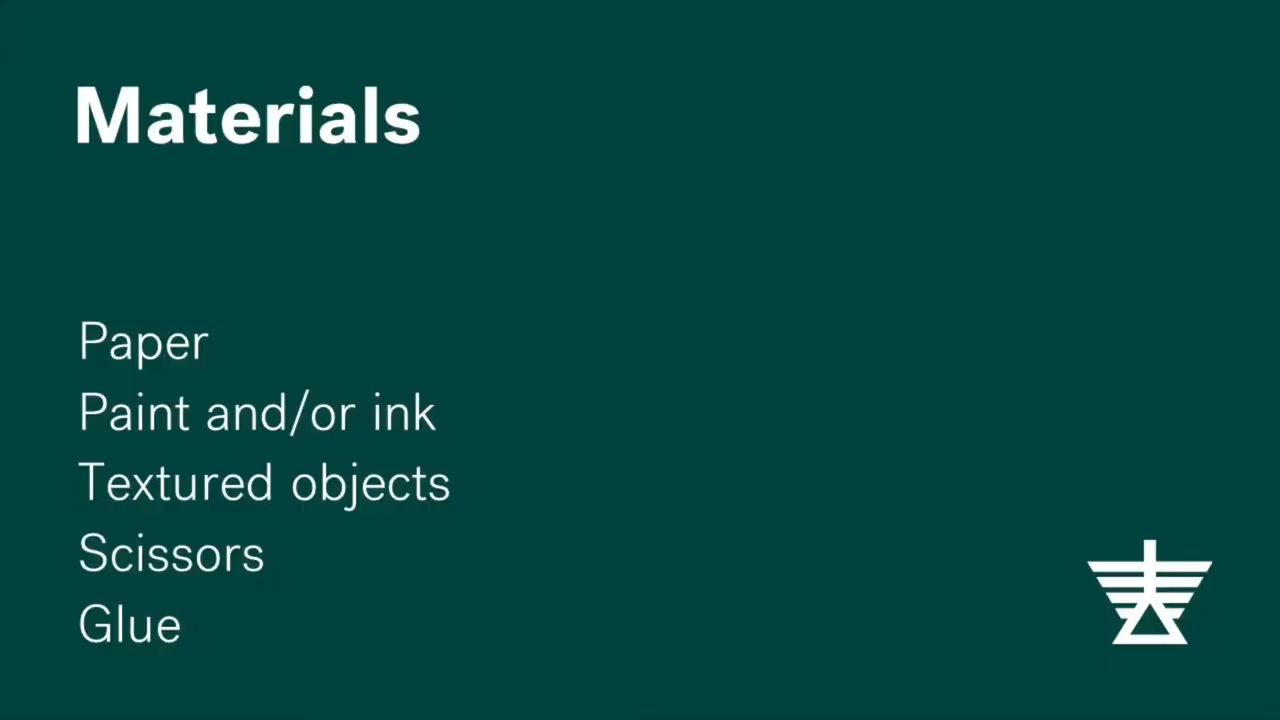 Materials
Paper
Paint and/or ink
Textured objects
Scissors
Glue